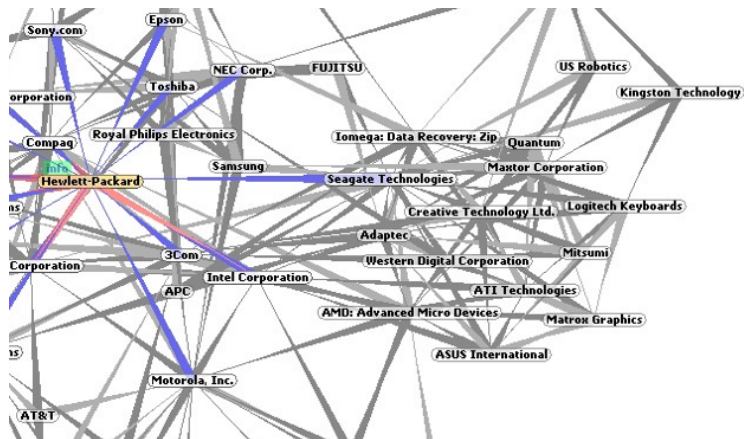 Sony.com
Epson
NEC Corp.
FUJITSU
US Robotics
Toshiba
Kingston Technology
orporation
Royal Philips Electronics
Iomega: Data Recovery: Zip
Quantum
Compaq
Samsung
Maxtor Corporation
info
Hewlett-Packard
Seagate Technologies
ms
Creative Technology Ltd.
Logitech Keyboards
Adaptec
Mitsumi
3Com
Western Digital Corporation
Corporation
Intel Corporation
APC
ATI Technologies
AMD: Advanced Micro Devices
Matrox Graphics
ms
ASUS International
Motorola, Inc.
AT&T